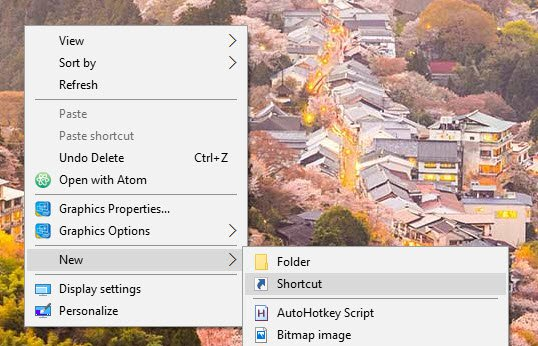 View
Sort by
Refresh
Paste
Paste shortcut
Undo Delete Ctrl+Z
Open with Atom
Graphics Properties...
Graphics Options
New
Display settings
Personalize
Folder
Shortcut
AutoHotkey Script
Bitmap image